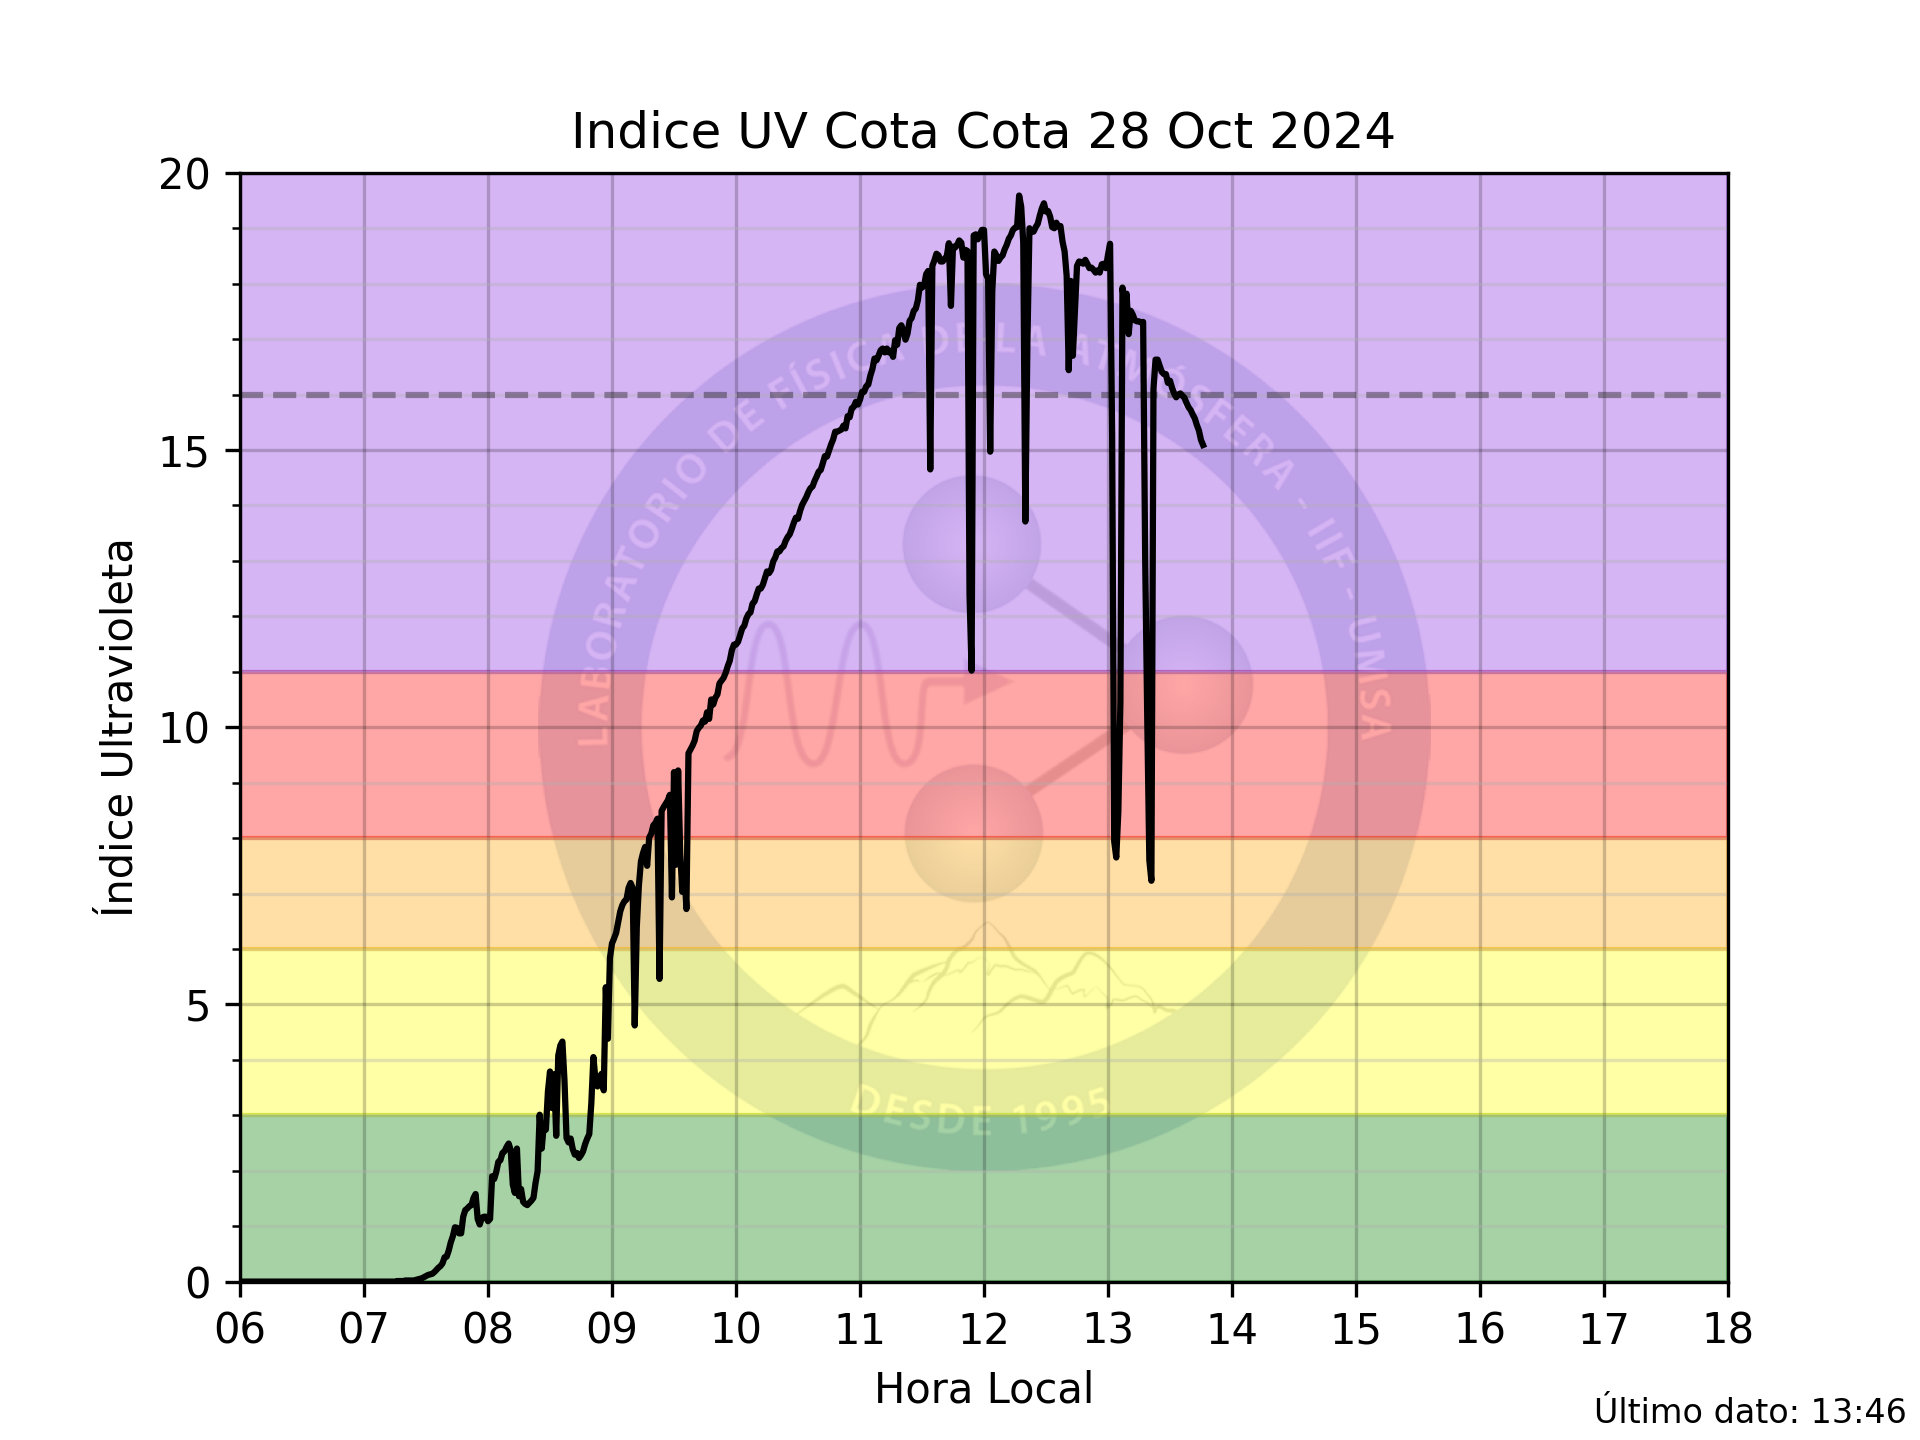 Indice UV Cota Cota 28 Oct 2024
20
15
10
5
0
Índice Ultravioleta
LABORATORIO DE FÍSICA DE LA ATMÓSFERA - IIF - UMSA
DESDE 1995
06 07 08 09 10 11 12 13 14 15 16 17 18
Hora Local
Último dato: 13:46